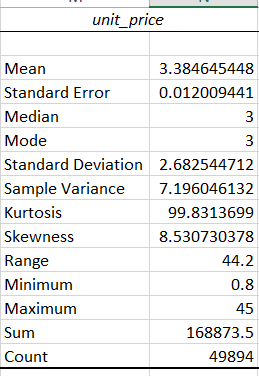 unit_price
Mean 3.384645448
Standard Error 0.012009441
Median 3
Mode 3
Standard Deviation 2.682544712
Sample Variance 7.196046132
Kurtosis 99.8313699
Skewness 8.530730378
Range 44.2
Minimum 0.8
Maximum 45
Sum 168873.5
Count 49894